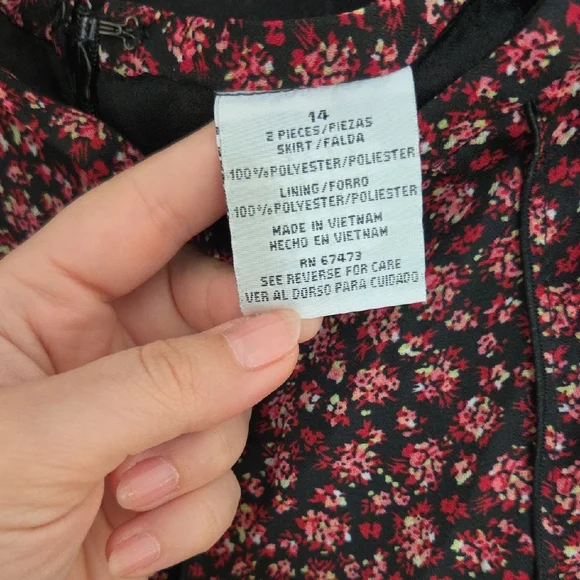 14
2 PIECES/PIEZAS
SKIRT/FALDA
100%POLYESTER/POLIESTER
LINING/FORRO
100%POLYESTER/POLIESTER
MADE IN VIETNAM
HECHO EN VIETNAM
RN 67473
SEE REVERSE FOR CARE
VER AL DORSO PARA CUIDADO